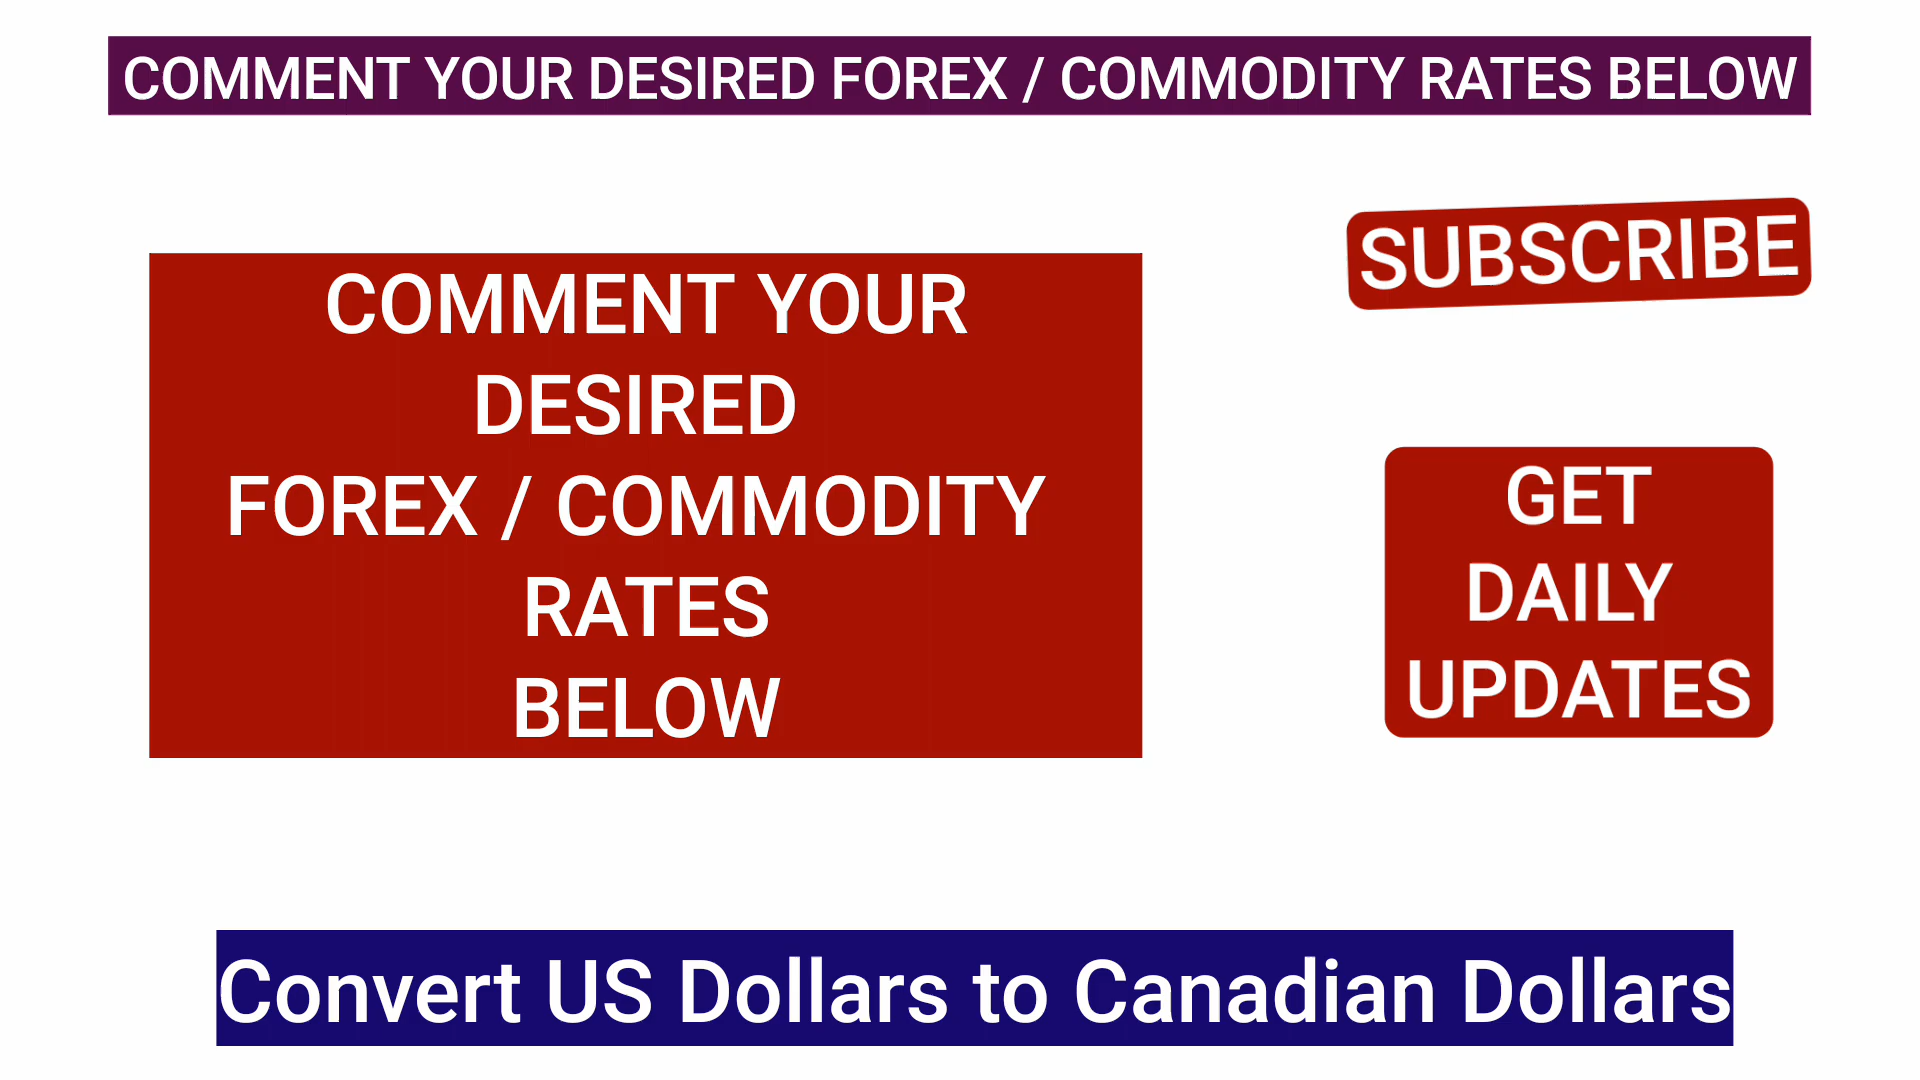 COMMENT YOUR DESIRED FOREX / COMMODITY RATES BELOW
SUBSCRIBE
COMMENT YOUR
DESIRED
FOREX / COMMODITY
RATES
BELOW
GET
DAILY
UPDATES
Convert US Dollars to Canadian Dollars